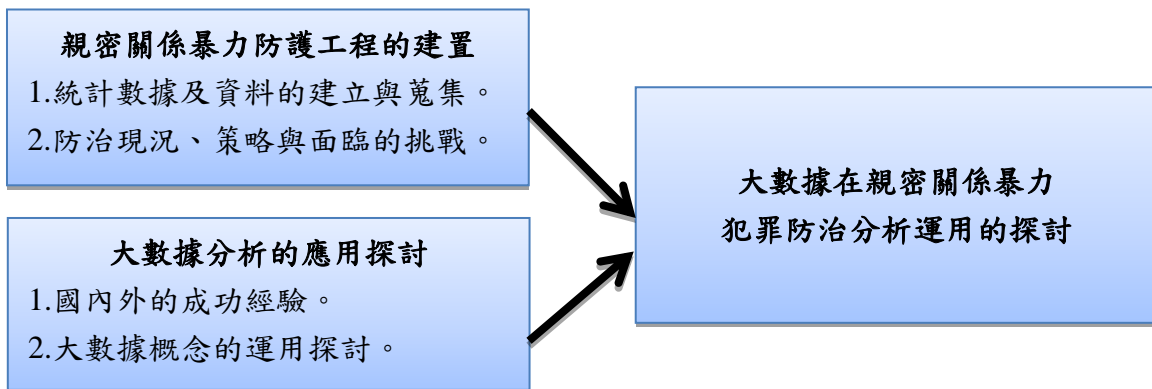 親密關係暴力防護工程的建置
1.統計數據及資料的建立與蒐集。
2.防治現況、策略與面臨的挑戰。
大數據分析的應用探討
1.國內外的成功經驗。
2.大數據概念的運用探討。
大數據在親密關係暴力
犯罪防治分析運用的探討